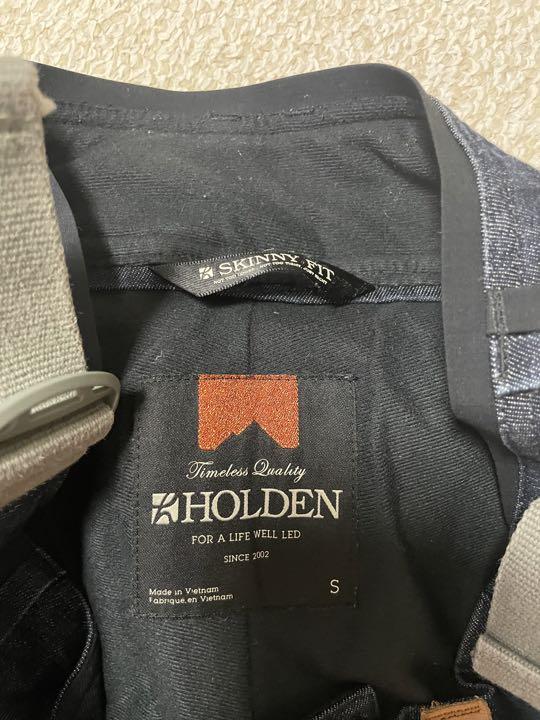 SKINNY FIT
Timeless Quality
HOLDEN
FOR A LIFE WELL LED
SINCE 2002
Made in Vietnam
Fabriqué en Vietnam
S